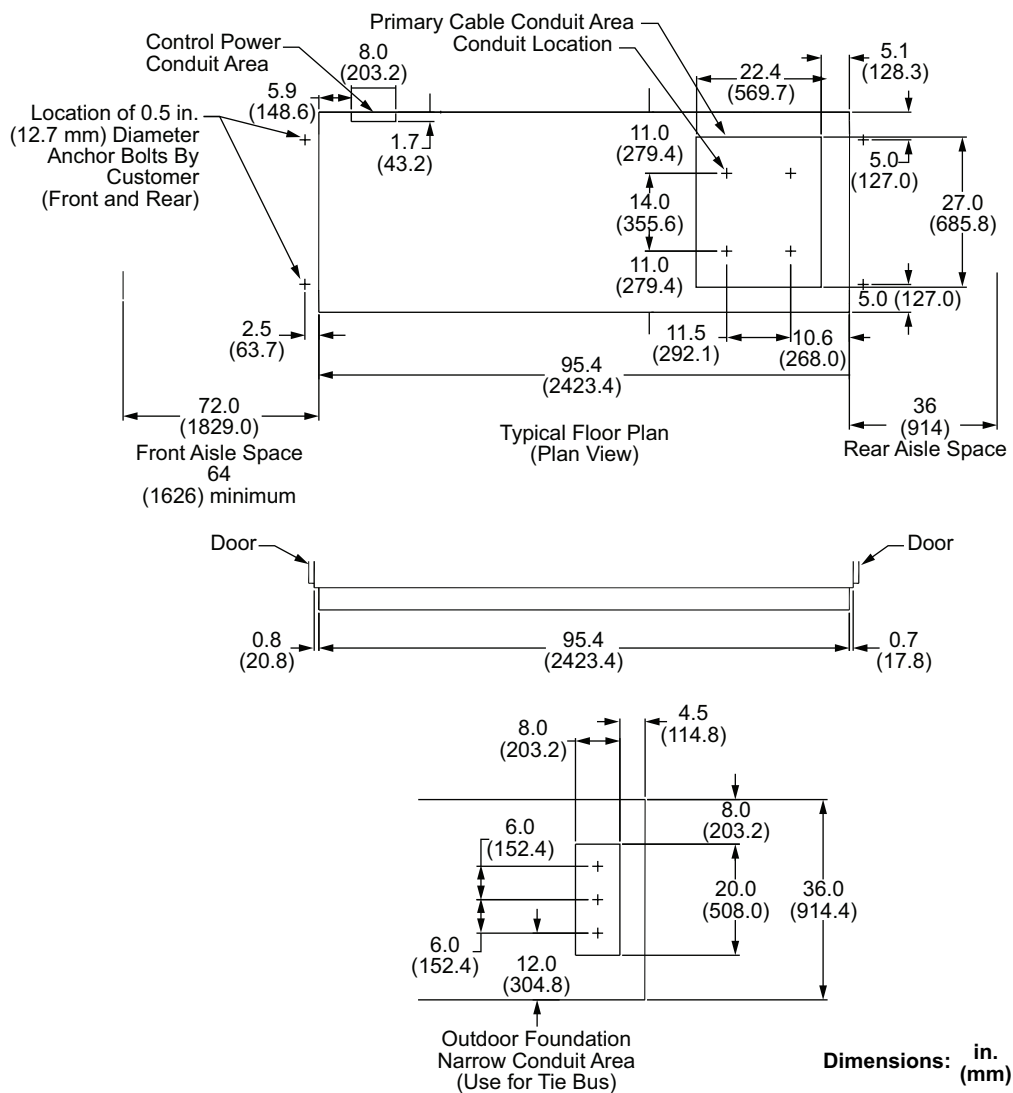 Primary Cable Conduit Area
Conduit Location
Control Power
Conduit Area
8.0
(203.2)
5.1
(128.3)
22.4
(569.7)
5.9
(148.6)
Location of 0.5 in.
(12.7 mm) Diameter
Anchor Bolts By
Customer
(Front and Rear)
1.7
(43.2)
11.0
(279.4)
14.0
(355.6)
11.0
(279.4)
5.0
(127.0)
27.0
(685.8)
5.0 (127.0)
2.5
(63.7)
11.5
(292.1)
10.6
(268.0)
95.4
(2423.4)
72.0
(1829.0)
Front Aisle Space
64
(1626) minimum
Typical Floor Plan
(Plan View)
36
(914)
Rear Aisle Space
Door
Door
0.8
(20.8)
95.4
(2423.4)
0.7
(17.8)
8.0
(203.2)
4.5
(114.8)
6.0
(152.4)
8.0
(203.2)
20.0
(508.0)
36.0
(914.4)
6.0
(152.4)
12.0
(304.8)
Outdoor Foundation
Narrow Conduit Area
(Use for Tie Bus)
Dimensions: in.
(mm)